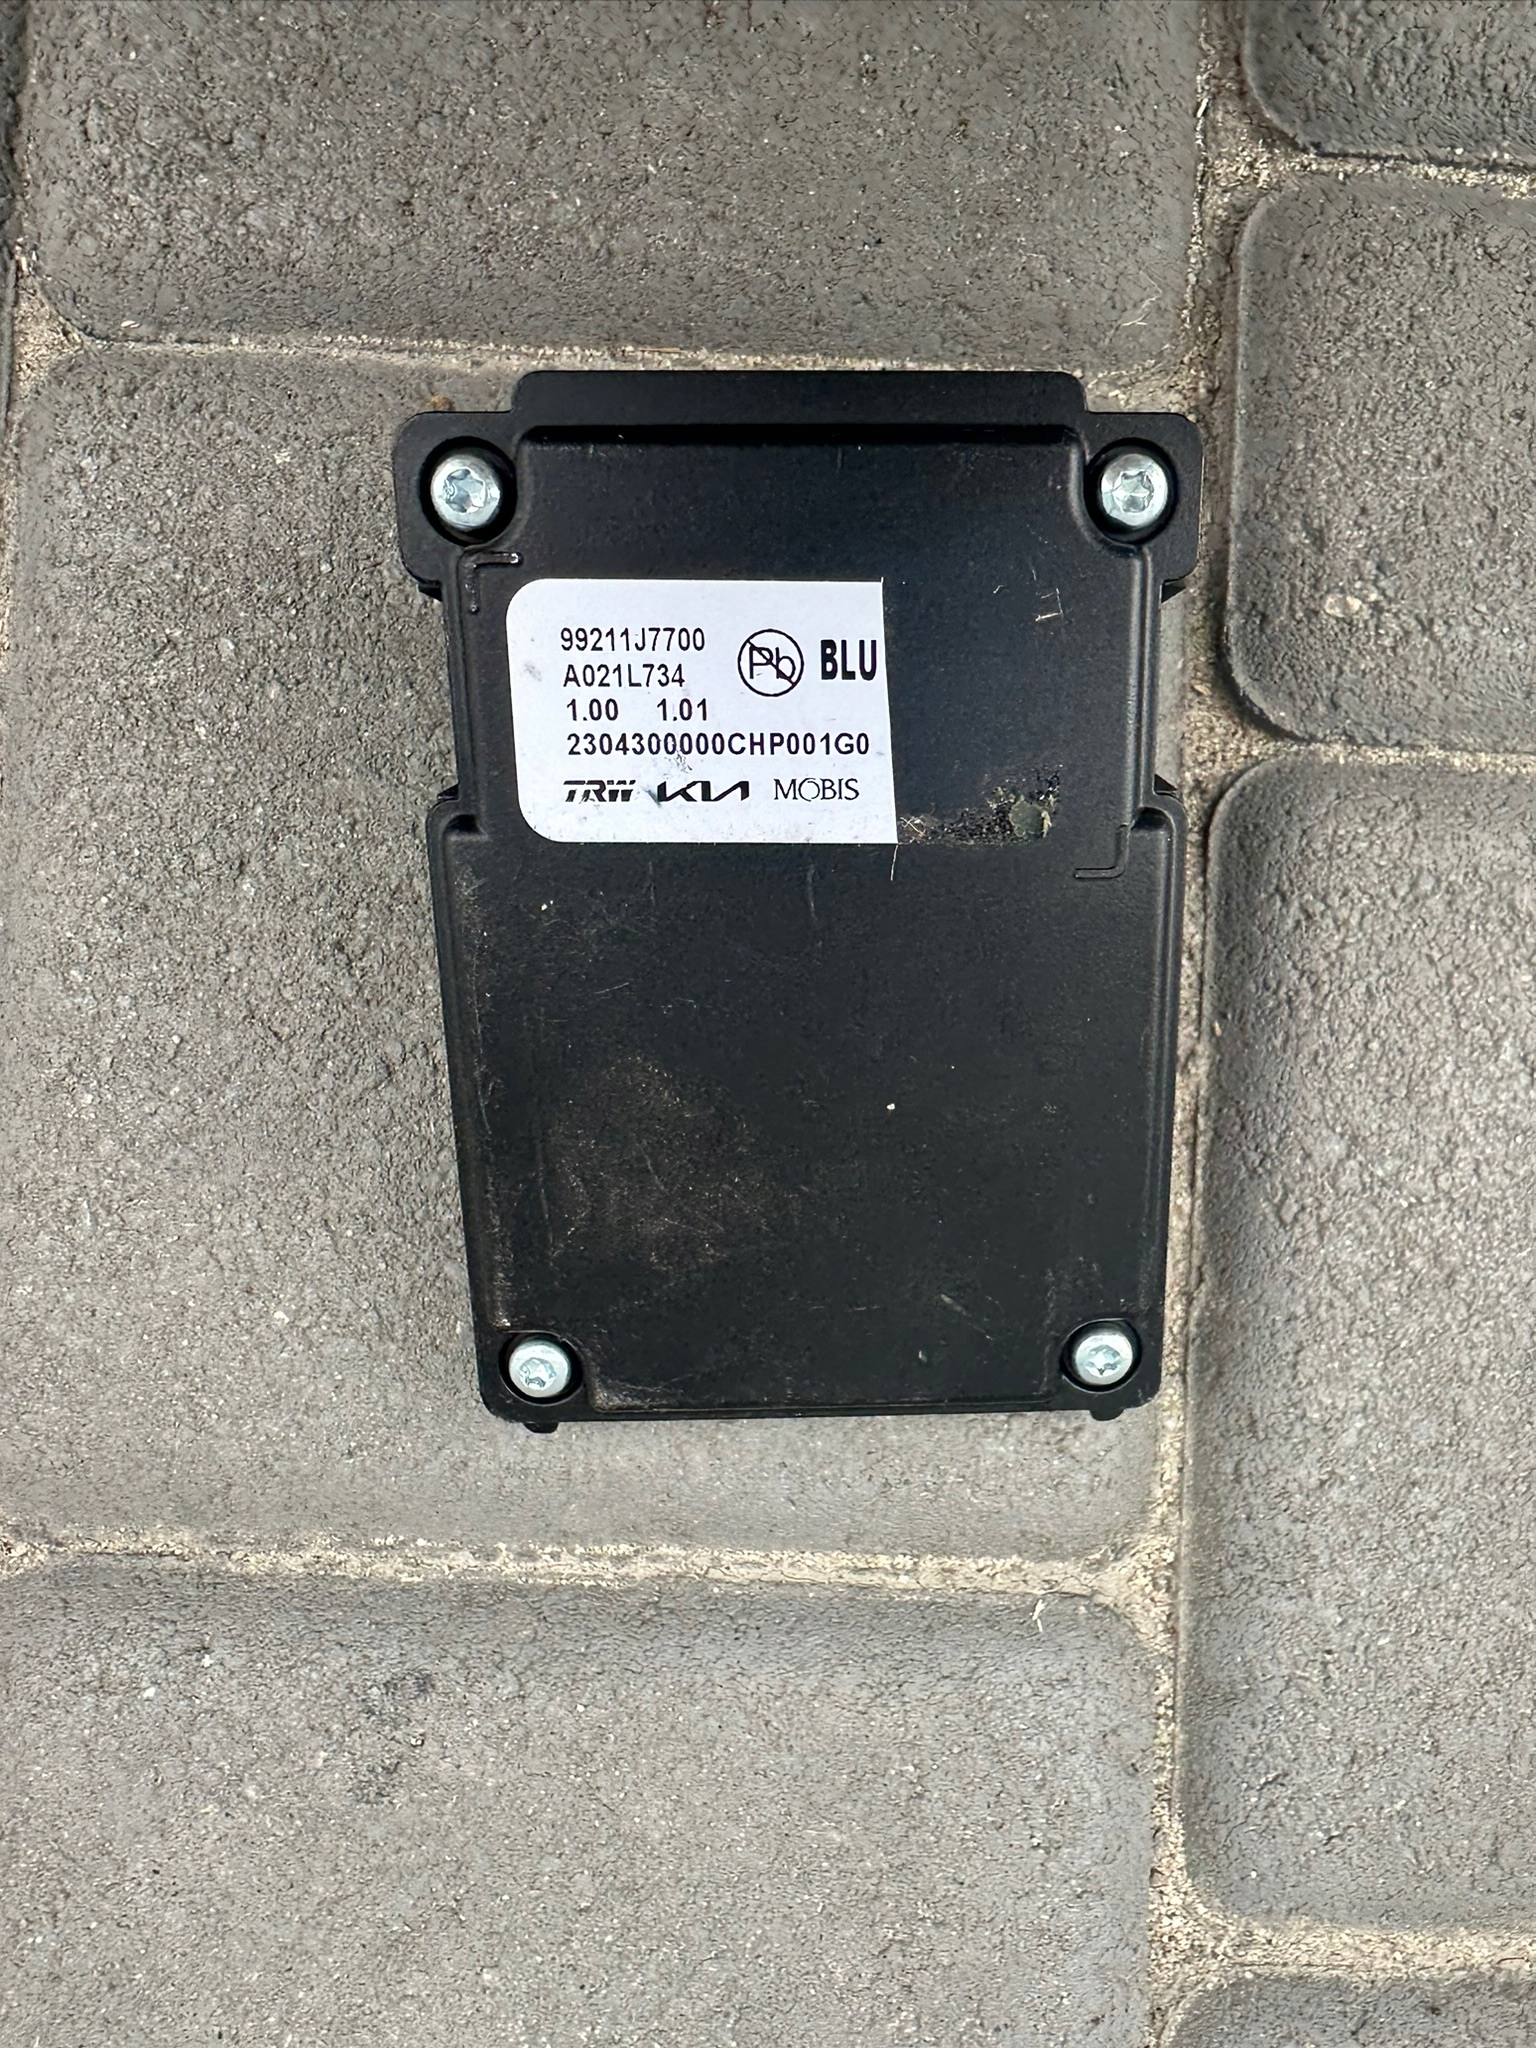 99211J7700
A021L734
1.00 1.01
2304300000CHP001G0
Pb BLU
TRW KIA MOBIS